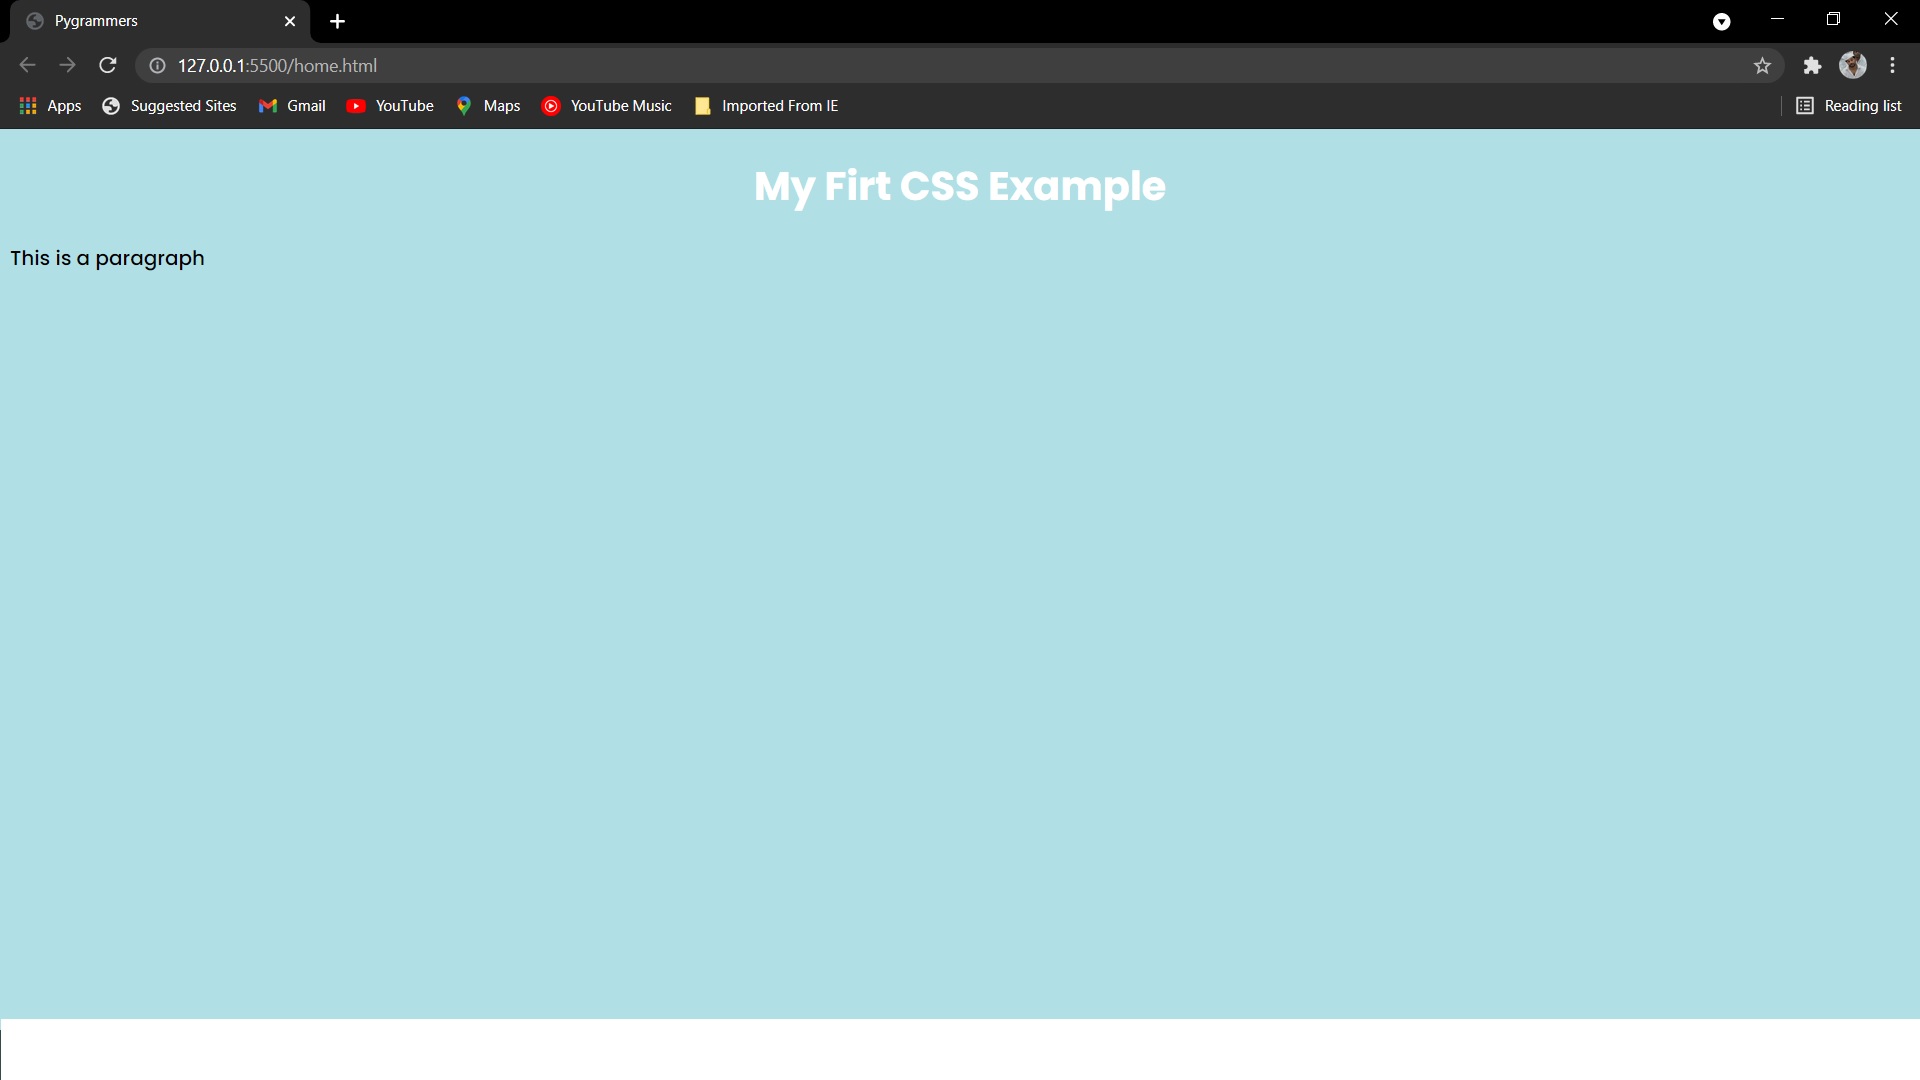 Pygrammers
127.0.0.1:5500/home.html
Apps Suggested Sites Gmail YouTube Maps YouTube Music Imported From IE Reading list
My Firt CSS Example
This is a paragraph